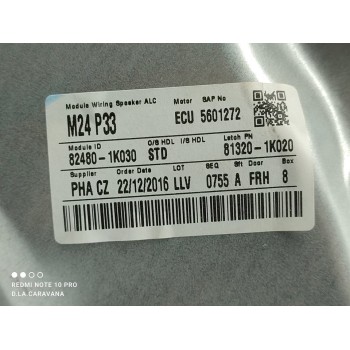 Module Wiring Speaker ALC Motor SAP No
M24 P33 ECU 5601272
Module ID O/S HDL I/S HDL Latch PN
82480-1K030 STD 81320-1K020
Supplier Order Date SEQ Sft Door Box
PHA CZ 22/12/2016 LLV 0755 A FRH 8
REDMI NOTE 10 PRO
D.LA.CARAVANA